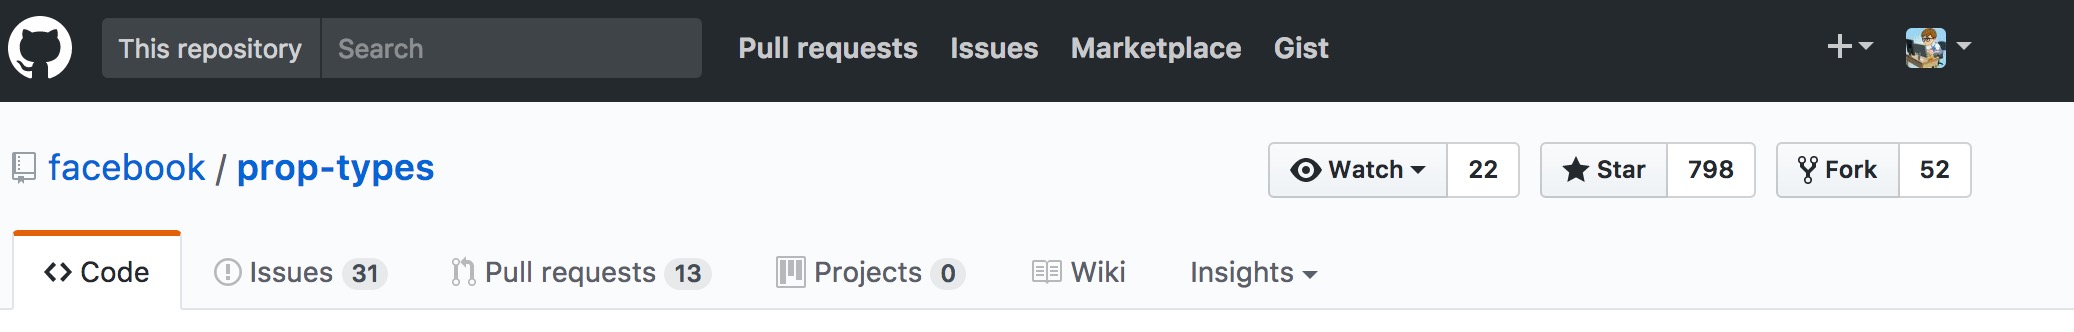 This repository Search Pull requests Issues Marketplace Gist
facebook / prop-types Watch 22 Star 798 Fork 52
Code Issues 31 Pull requests 13 Projects 0 Wiki Insights